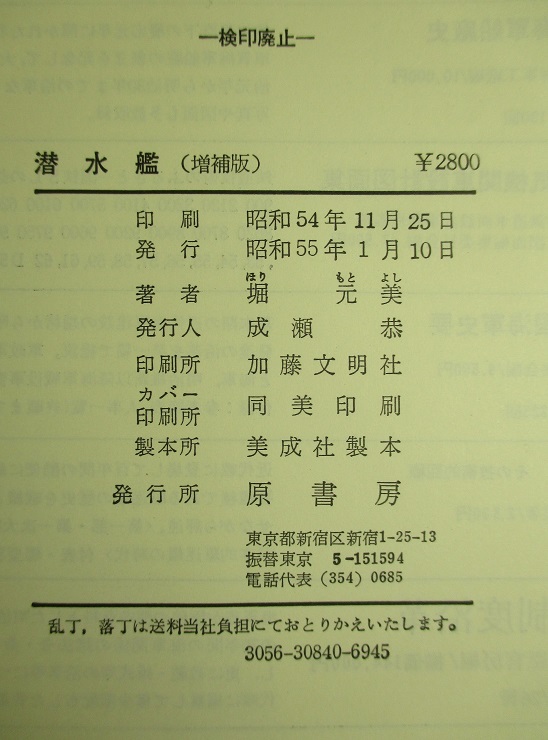 ―検印廃止―
潜水艦(増補版) ¥2800
印刷 昭和54年11月25日
発行 昭和55年1月10日
ほり もと よし
著者 堀元美
発行人 成瀬恭
印刷所 加藤文明社
カバー
印刷所 同美印刷
製本所 美成社製本
発行所 原書房
東京都新宿区新宿1-25-13
振替東京 5-151594
電話代表(354)0685
乱丁,落丁は送料当社負担にておとりかえいたします。
3056-30840-6945